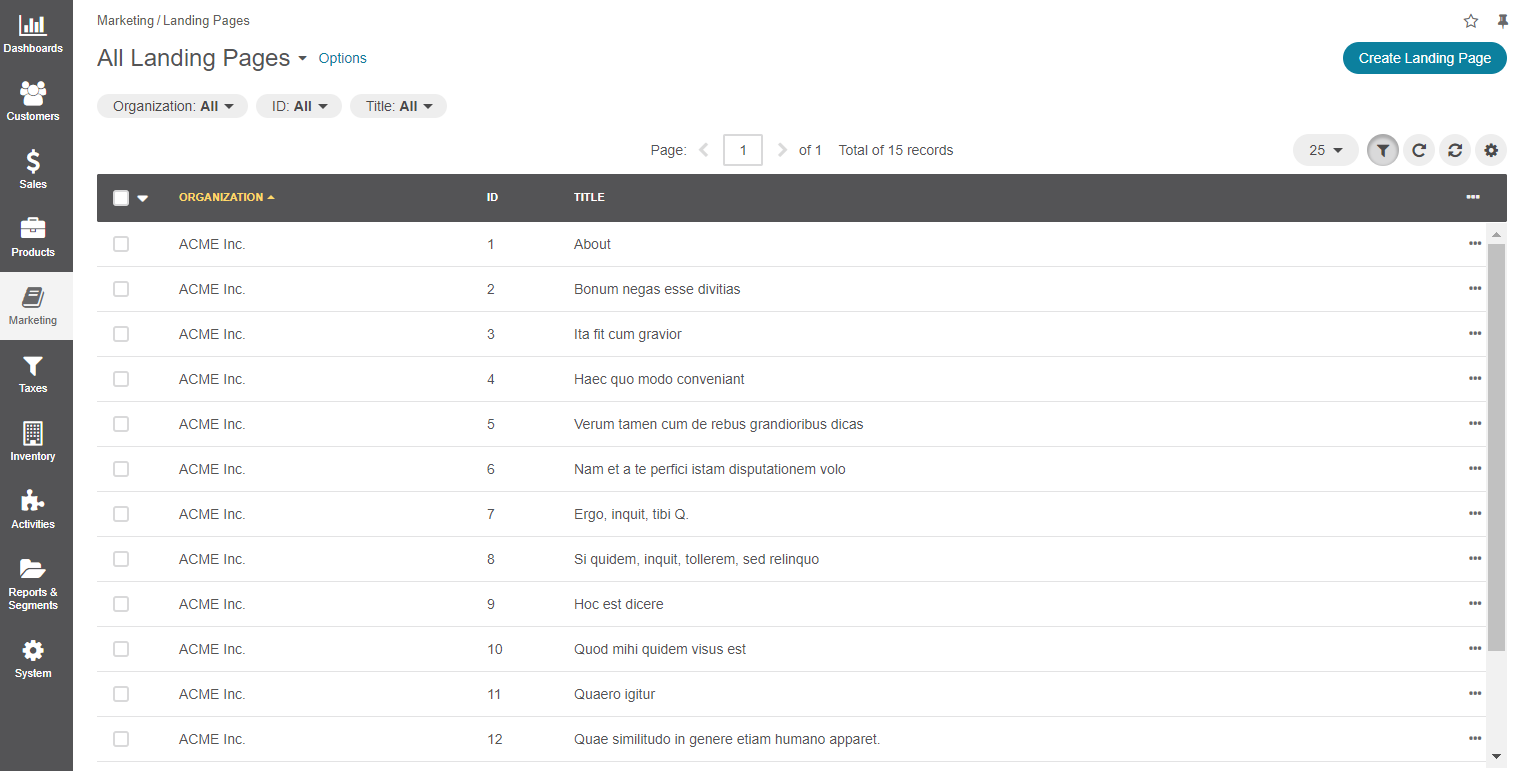 Dashboards
Customers
Sales
Products
Marketing
Taxes
Inventory
Activities
Reports &
Segments
System
Marketing / Landing Pages
All Landing Pages Options Create Landing Page
Organization: All ID: All Title: All
Page: 1 of 1 Total of 15 records 25
ORGANIZATION ID TITLE
ACME Inc. 1 About
ACME Inc. 2 Bonum negas esse divitias
ACME Inc. 3 Ita fit cum gravior
ACME Inc. 4 Haec quo modo conveniant
ACME Inc. 5 Verum tamen cum de rebus grandioribus dicas
ACME Inc. 6 Nam et a te perfici istam disputationem volo
ACME Inc. 7 Ergo, inquit, tibi Q.
ACME Inc. 8 Si quidem, inquit, tollerem, sed relinquo
ACME Inc. 9 Hoc est dicere
ACME Inc. 10 Quod mihi quidem visus est
ACME Inc. 11 Quaero igitur
ACME Inc. 12 Quae similitudo in genere etiam humano apparet.